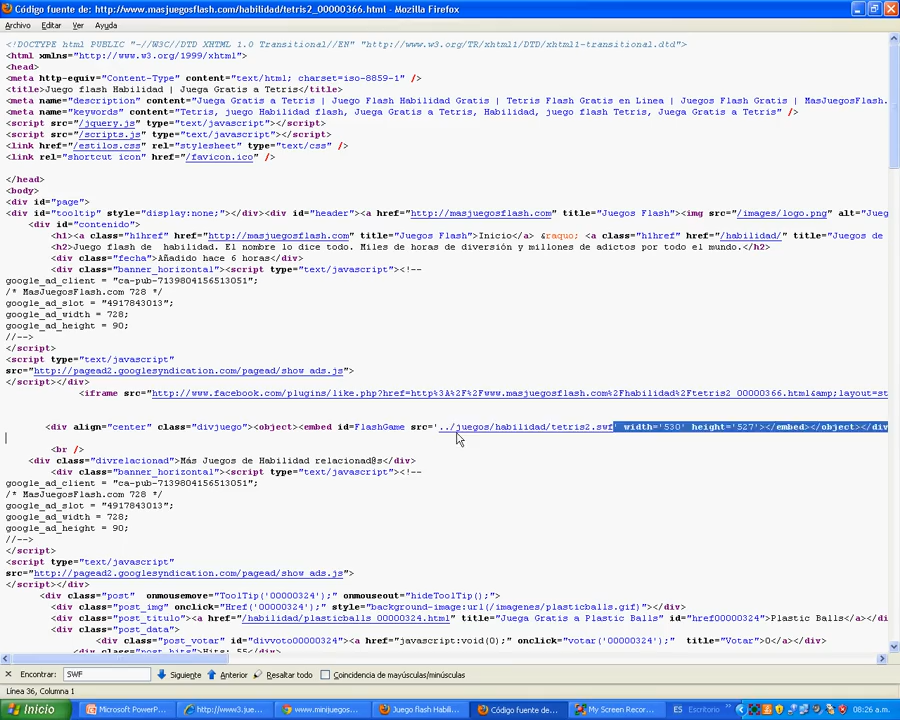 Código fuente de: http://www.masjuegosflash.com/habilidad/tetris2_00000366.html - Mozilla Firefox
Archivo Editar Ver Ayuda
<!DOCTYPE html PUBLIC "-//W3C//DTD XHTML 1.0 Transitional//EN" "http://www.w3.org/TR/xhtml1/DTD/xhtml1-transitional.dtd">
<html xmlns="http://www.w3.org/1999/xhtml">
<head>
<meta http-equiv="Content-Type" content="text/html; charset=iso-8859-1" />
<title>Juego flash Habilidad | Juega Gratis a Tetris</title>
<meta name="description" content="Juega Gratis a Tetris | Juego Flash Habilidad Gratis | Tetris Flash Gratis en Linea | Juegos Flash Gratis | MasJuegosFlash.
<meta name="keywords" content="Tetris, juego Habilidad flash, Juega Gratis a Tetris, Habilidad, juego flash Tetris, Juega Gratis a Tetris" />
<script src="/jquery.js" type="text/javascript"></script>
<script src="/scripts.js" type="text/javascript"></script>
<link href="/estilos.css" rel="stylesheet" type="text/css" />
<link rel="shortcut icon" href="/favicon.ico" />
</head>
<body>
<div id="page">
<div id="tooltip" style="display:none;"></div><div id="header"><a href="http://masjuegosflash.com" title="Juegos Flash"><img src="/images/logo.png" alt="Jueg
<div id="contenido">
<h1><a class="h1href" href="http://masjuegosflash.com" title="Juegos Flash">Inicio</a> &raquo; <a class="h1href" href="/habilidad/" title="Juegos de
<h2>Juego flash de  habilidad. El nombre lo dice todo. Miles de horas de diversión y millones de adictos por todo el mundo.</h2>
<div class="fecha">Añadido hace 6 horas</div>
<div class="banner_horizontal"><script type="text/javascript"><!--
google_ad_client = "ca-pub-7139804156513051";
/* MasJuegosFlash.com 728 */
google_ad_slot = "4917843013";
google_ad_width = 728;
google_ad_height = 90;
//-->
</script>
<script type="text/javascript"
src="http://pagead2.googlesyndication.com/pagead/show_ads.js">
</script></div>
<iframe src="http://www.facebook.com/plugins/like.php?href=http%3A%2F%2Fwww.masjuegosflash.com%2Fhabilidad%2Ftetris2_00000366.html&amp;layout=st
<div align="center" class="divjuego"><object><embed id=FlashGame src='../juegos/habilidad/tetris2.swf' width='530' height='527'></embed></object></div
<br />
<div class="divrelacionado">Más Juegos de Habilidad relacionad@s</div>
<div class="banner_horizontal"><script type="text/javascript"><!--
google_ad_client = "ca-pub-7139804156513051";
/* MasJuegosFlash.com 728 */
google_ad_slot = "4917843013";
google_ad_width = 728;
google_ad_height = 90;
//-->
</script>
<script type="text/javascript"
src="http://pagead2.googlesyndication.com/pagead/show_ads.js">
</script></div>
<div class="post" onmousemove="ToolTip('00000324');" onmouseout="hideToolTip();">
<div class="post_img" onclick="Href('00000324');" style="background-image:url(/imagenes/plasticballs.gif)"></div>
<div class="post_titulo"><a href="/habilidad/plasticballs_00000324.html" title="Juega Gratis a Plastic Balls" id="href00000324">Plastic Balls</a></
<div class="post_data">
<div class="post_votar" id="divvoto00000324"><a href="javascript:void(0);" onclick="votar('00000324');" title="Votar">0</a></div>
<div class="post_hits">Hits: 55</div>
Encontrar: SWF Siguiente Anterior Resaltar todo Coincidencia de mayúsculas/minúsculas
Línea 36, Columna 1
Inicio Microsoft PowerP... http://www3.jue... www.minijuegos... Juego flash Habili... Código fuente de... My Screen Recor... ES Escritorio » 08:26 a.m.